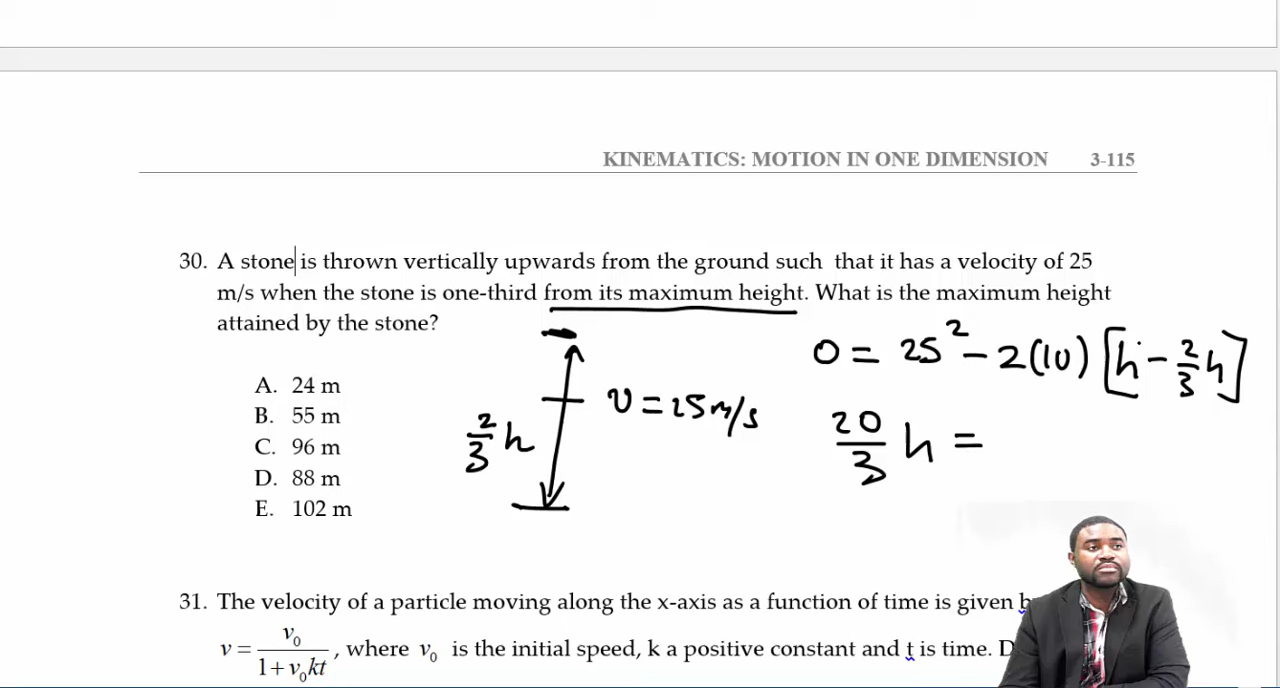 KINEMATICS: MOTION IN ONE DIMENSION 3-115
30. A stone is thrown vertically upwards from the ground such that it has a velocity of 25
m/s when the stone is one-third from its maximum height. What is the maximum height
attained by the stone?
A. 24 m
B. 55 m
C. 96 m
D. 88 m
E. 102 m
2/3 h
v = 25 m/s
0 = 25² - 2(10) [h - 2/3 h]
20/3 h =
31. The velocity of a particle moving along the x-axis as a function of time is given
v = v₀ / (1 + v₀kt) , where v₀ is the initial speed, k a positive constant and t is time.